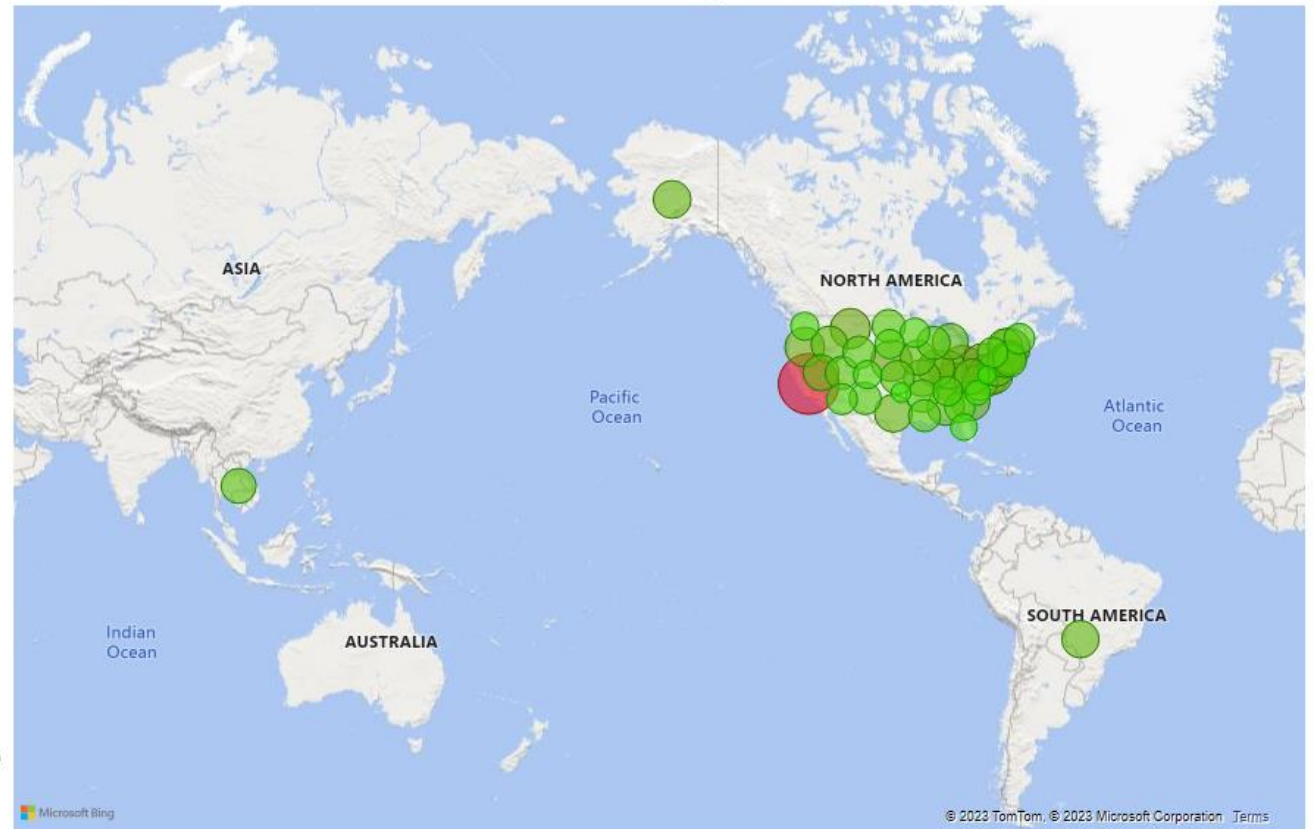 ASIA
NORTH AMERICA
Pacific
Ocean
Atlantic
Ocean
SOUTH AMERICA
Indian
Ocean
AUSTRALIA
Microsoft Bing
© 2023 TomTom, © 2023 Microsoft Corporation Terms